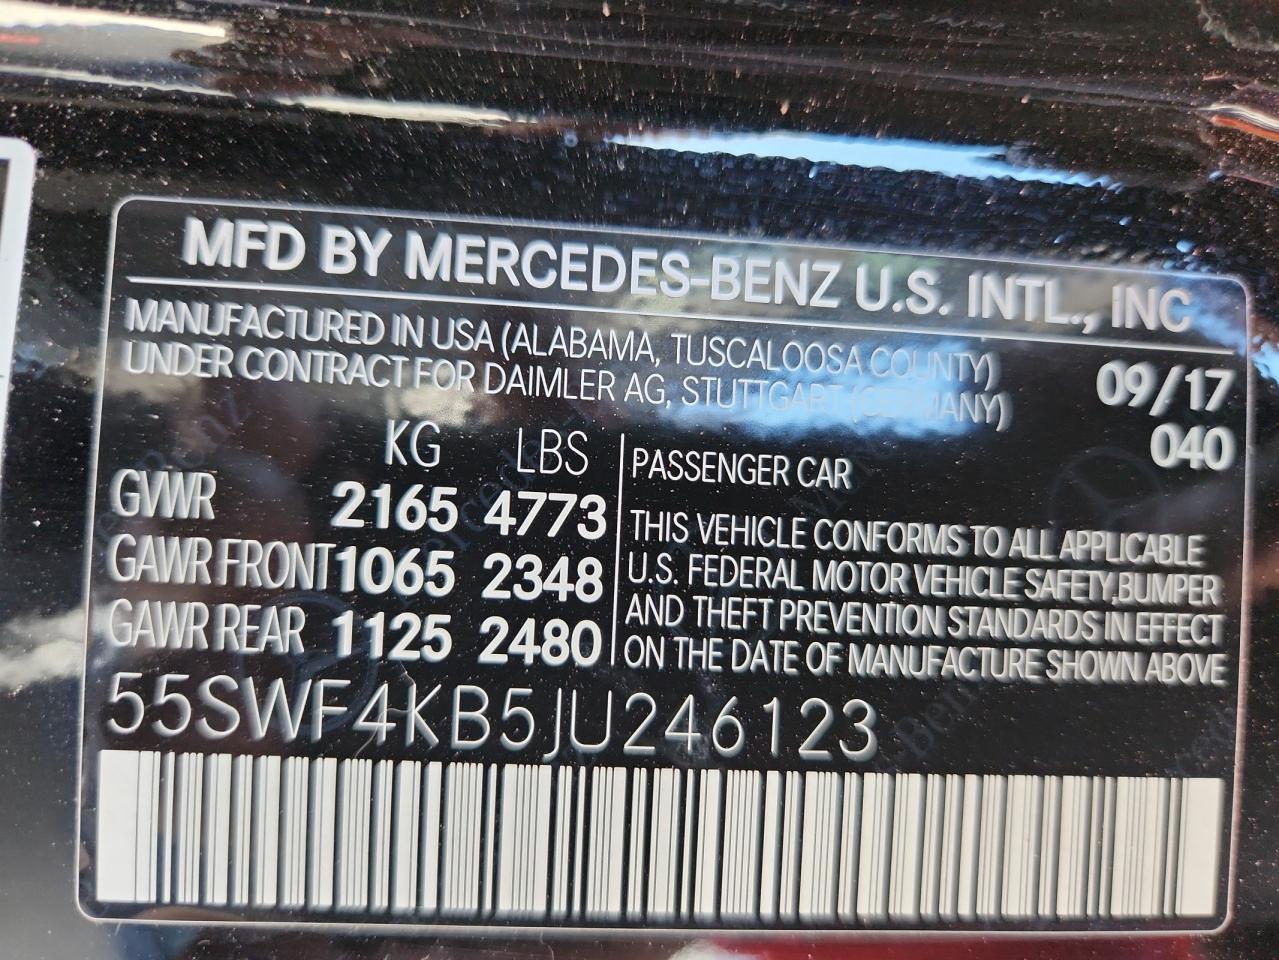 MFD BY MERCEDES-BENZ U.S. INTL., INC
MANUFACTURED IN USA (ALABAMA, TUSCALOOSA COUNTY)
UNDER CONTRACT FOR DAIMLER AG, STUTTGART (GERMANY)
09/17
040
KG LBS
GVWR 2165 4773
GAWR FRONT 1065 2348
GAWR REAR 1125 2480
PASSENGER CAR
THIS VEHICLE CONFORMS TO ALL APPLICABLE
U.S. FEDERAL MOTOR VEHICLE SAFETY,BUMPER
AND THEFT PREVENTION STANDARDS IN EFFECT
ON THE DATE OF MANUFACTURE SHOWN ABOVE
55SWF4KB5JU246123